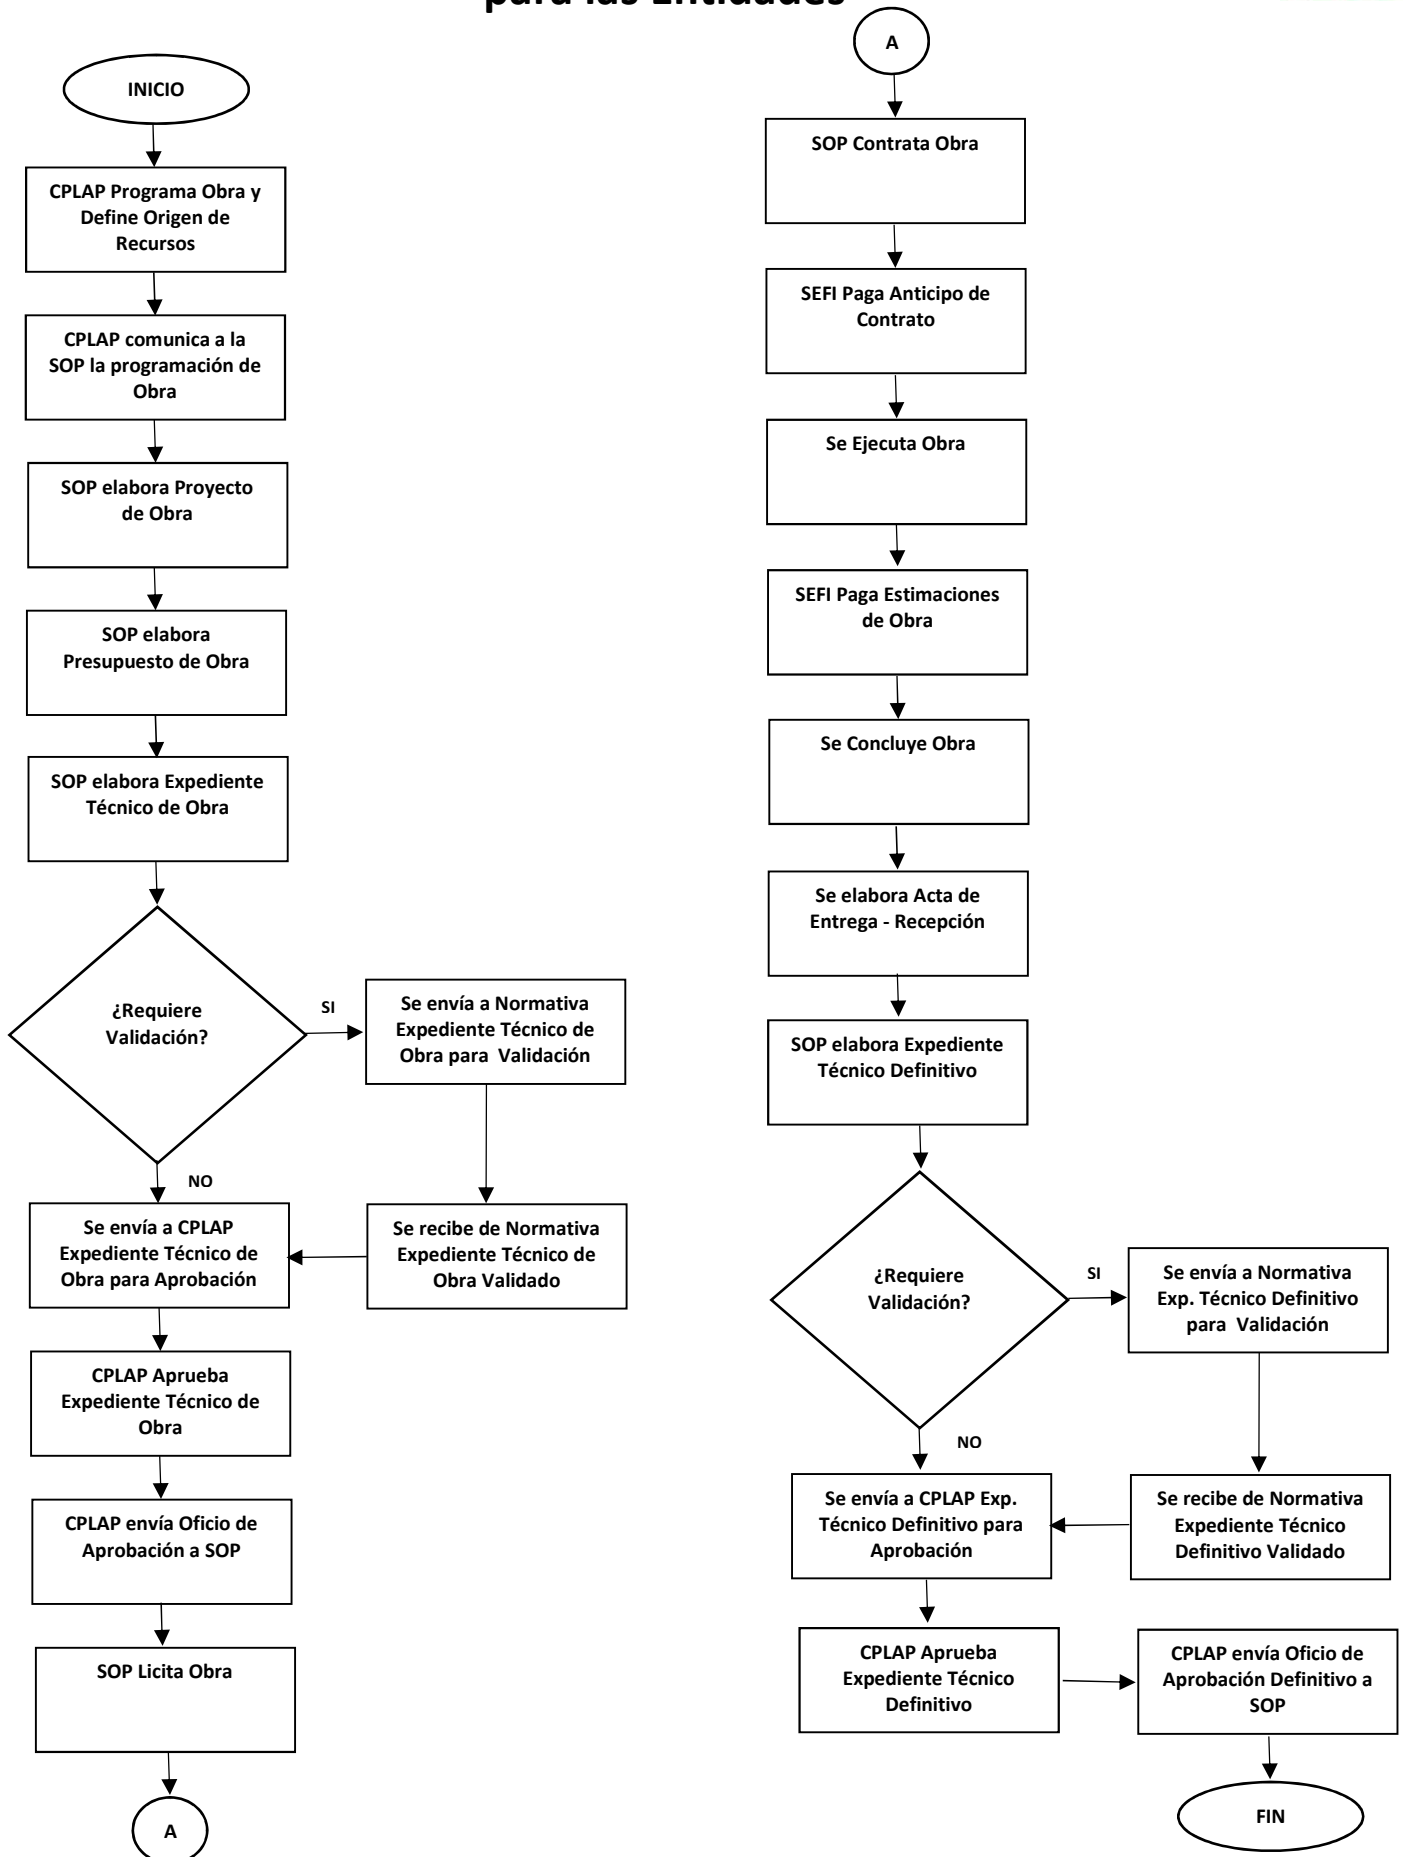 para las Entidades
INICIO
CPLAP Programa Obra y
Define Origen de
Recursos
CPLAP comunica a la
SOP la programación de
Obra
SOP elabora Proyecto
de Obra
SOP elabora
Presupuesto de Obra
SOP elabora Expediente
Técnico de Obra
¿Requiere
Validación?
SI
Se envía a Normativa
Expediente Técnico de
Obra para Validación
NO
Se envía a CPLAP
Expediente Técnico de
Obra para Aprobación
Se recibe de Normativa
Expediente Técnico de
Obra Validado
CPLAP Aprueba
Expediente Técnico de
Obra
CPLAP envía Oficio de
Aprobación a SOP
SOP Licita Obra
A
A
SOP Contrata Obra
SEFI Paga Anticipo de
Contrato
Se Ejecuta Obra
SEFI Paga Estimaciones
de Obra
Se Concluye Obra
Se elabora Acta de
Entrega - Recepción
SOP elabora Expediente
Técnico Definitivo
¿Requiere
Validación?
SI
Se envía a Normativa
Exp. Técnico Definitivo
para Validación
NO
Se envía a CPLAP Exp.
Técnico Definitivo para
Aprobación
Se recibe de Normativa
Expediente Técnico
Definitivo Validado
CPLAP Aprueba
Expediente Técnico
Definitivo
CPLAP envía Oficio de
Aprobación Definitivo a
SOP
FIN